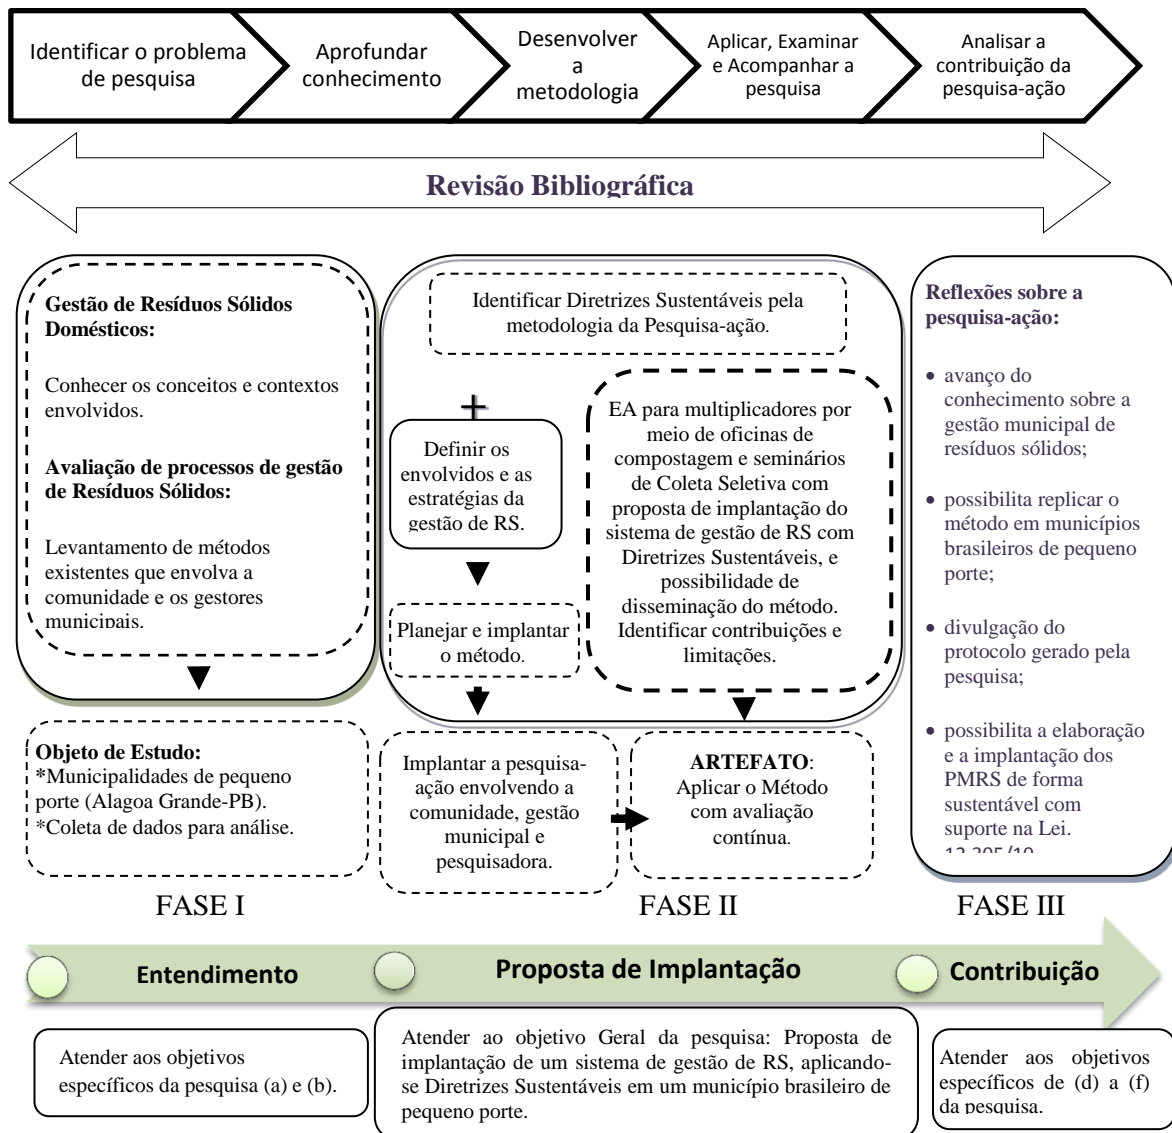 Identificar o problema
de pesquisa
Aprofundar
conhecimento
Desenvolver
a
metodologia
Aplicar, Examinar
e Acompanhar a
pesquisa
Analisar a
contribuição da
pesquisa-ação
Revisão Bibliográfica
Gestão de Resíduos Sólidos
Domésticos:
Conhecer os conceitos e contextos
envolvidos.
Avaliação de processos de gestão
de Resíduos Sólidos:
Levantamento de métodos
existentes que envolva a
comunidade e os gestores
municipais.
Objeto de Estudo:
*Municipalidades de pequeno
porte (Alagoa Grande-PB).
*Coleta de dados para análise.
FASE I
Identificar Diretrizes Sustentáveis pela
metodologia da Pesquisa-ação.
+
Definir os
envolvidos e as
estratégias da
gestão de RS.
Planejar e implantar
o método.
EA para multiplicadores por
meio de oficinas de
compostagem e seminários
de Coleta Seletiva com
proposta de implantação do
sistema de gestão de RS com
Diretrizes Sustentáveis, e
possibilidade de
disseminação do método.
Identificar contribuições e
limitações.
Implantar a pesquisa-
ação envolvendo a
comunidade, gestão
municipal e
pesquisadora.
ARTEFATO:
Aplicar o Método
com avaliação
contínua.
FASE II
Reflexões sobre a
pesquisa-ação:
• avanço do
conhecimento sobre a
gestão municipal de
resíduos sólidos;
• possibilita replicar o
método em municípios
brasileiros de pequeno
porte;
• divulgação do
protocolo gerado pela
pesquisa;
• possibilita a elaboração
e a implantação dos
PMRS de forma
sustentável com
suporte na Lei.
FASE III
Entendimento
Proposta de Implantação
Contribuição
Atender aos objetivos
específicos da pesquisa (a) e (b).
Atender ao objetivo Geral da pesquisa: Proposta de
implantação de um sistema de gestão de RS, aplicando-
se Diretrizes Sustentáveis em um município brasileiro de
pequeno porte.
Atender aos objetivos
específicos de (d) a (f)
da pesquisa.